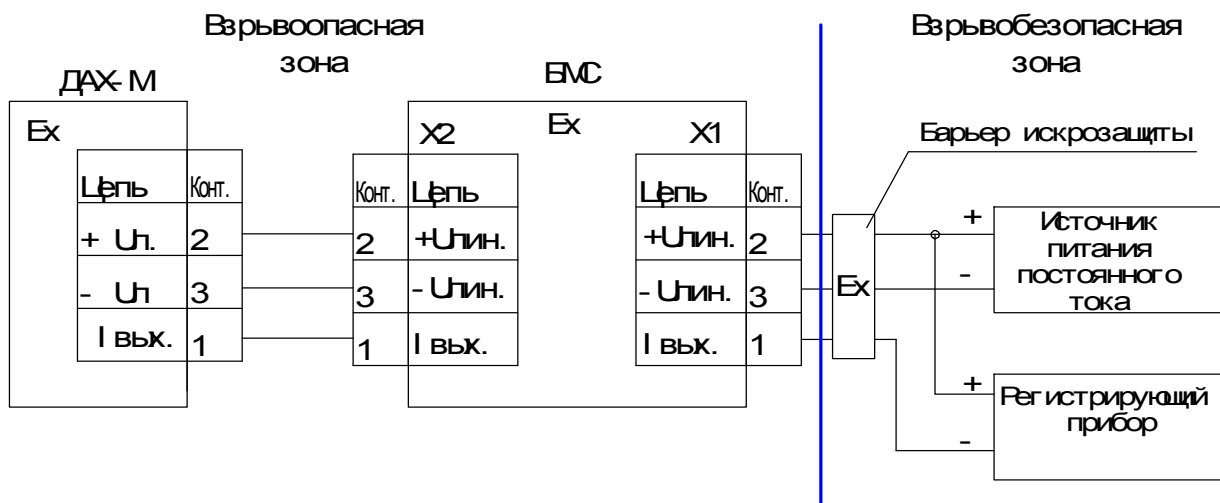 Взрывоопасная
зона
Взрывобезопасная
зона
ДАХ-М
БМС
Ex
X2
Ex
X1
Барьер искрозащиты
Цепь Конт.
Конт. Цепь
Цепь Конт.
+ Uл. 2
2 +Uлин.
+Uлин. 2
- Uл 3
3 - Uлин.
- Uлин. 3
I вых. 1
1 I вых.
I вых. 1
Ex
+
-
Источник
питания
постоянного
тока
+
-
Регистрирующий
прибор